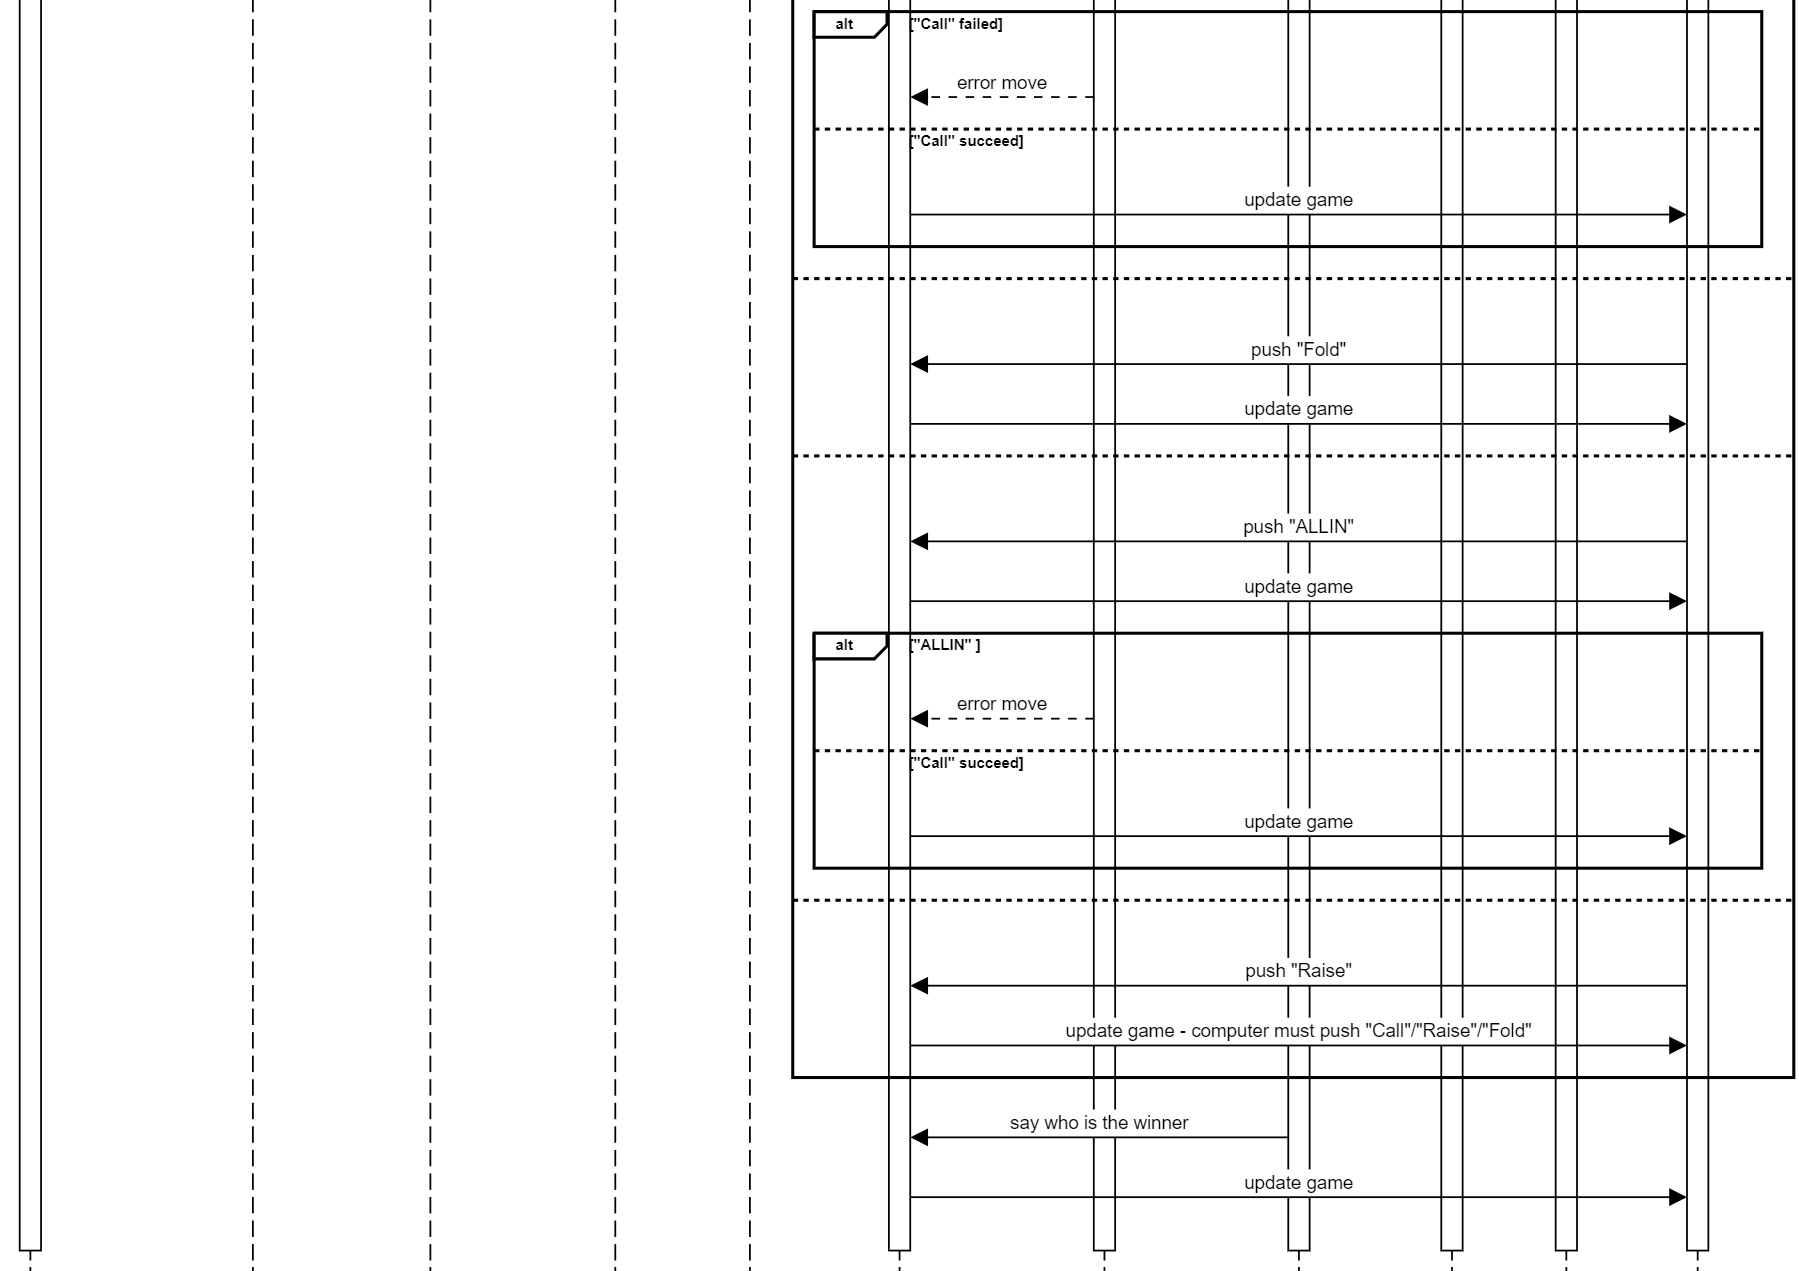 alt
["Call" failed]
error move
["Call" succeed]
update game
push "Fold"
update game
push "ALLIN"
update game
alt
["ALLIN" ]
error move
["Call" succeed]
update game
push "Raise"
update game - computer must push "Call"/"Raise"/"Fold"
say who is the winner
update game